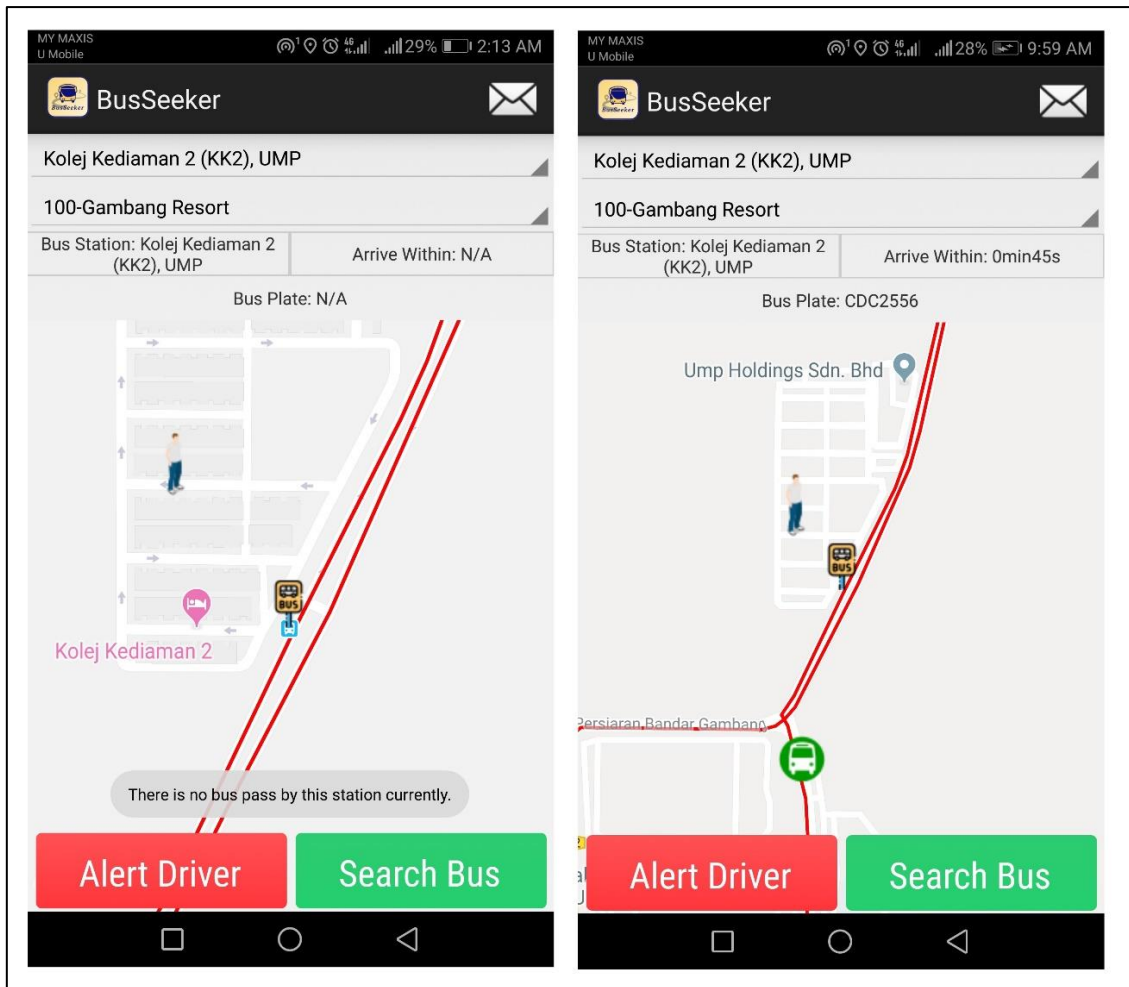 MY MAXIS
U Mobile
46
29%
2:13 AM
BusSeeker
Kolej Kediaman 2 (KK2), UMP
100-Gambang Resort
Bus Station: Kolej Kediaman 2
(KK2), UMP
Arrive Within: N/A
Bus Plate: N/A
BUS
Kolej Kediaman 2
There is no bus pass by this station currently.
Alert Driver
Search Bus
MY MAXIS
U Mobile
46
28%
9:59 AM
BusSeeker
Kolej Kediaman 2 (KK2), UMP
100-Gambang Resort
Bus Station: Kolej Kediaman 2
(KK2), UMP
Arrive Within: 0min45s
Bus Plate: CDC2556
Ump Holdings Sdn. Bhd
BUS
Persiaran Bandar Gambang
Alert Driver
Search Bus